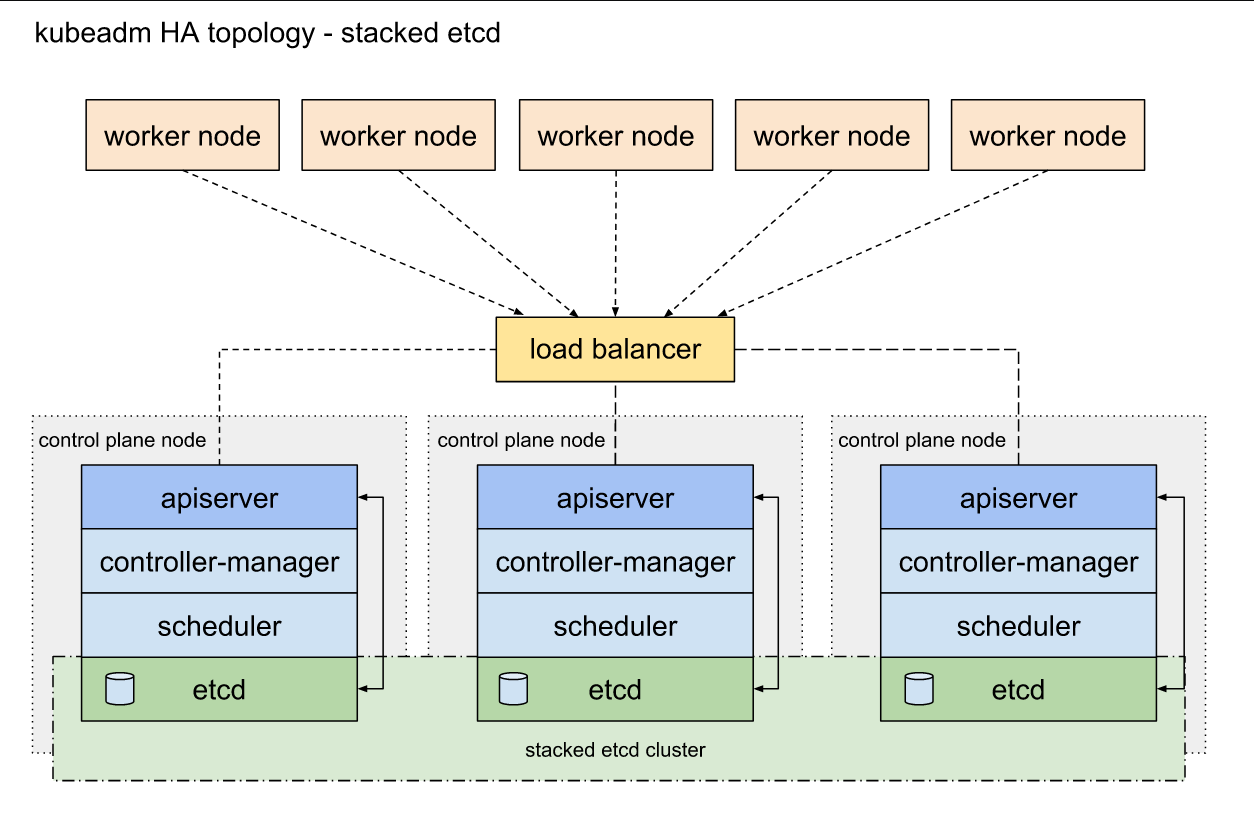 kubeadm HA topology - stacked etcd
worker node
worker node
worker node
worker node
worker node
load balancer
control plane node
control plane node
control plane node
apiserver
apiserver
apiserver
controller-manager
controller-manager
controller-manager
scheduler
scheduler
scheduler
etcd
etcd
etcd
stacked etcd cluster